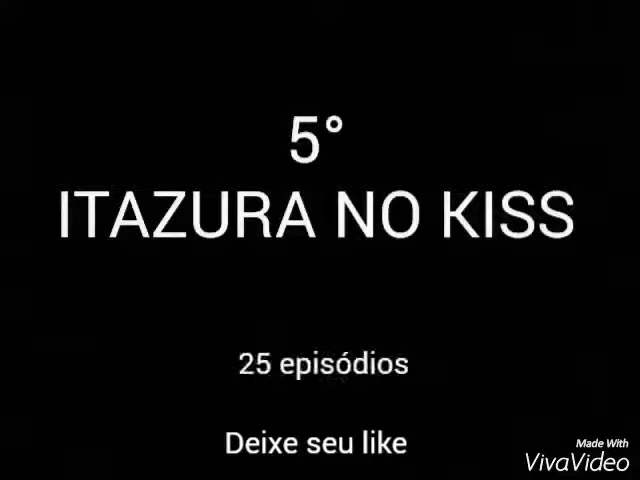 5°
ITAZURA NO KISS
25 episódios
Deixe seu like
Made With
VivaVideo